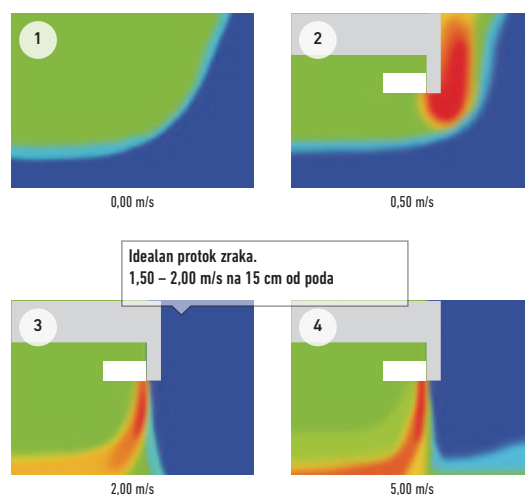 1
2
0,00 m/s
0,50 m/s
Idealan protok zraka.
1,50 – 2,00 m/s na 15 cm od poda
3
4
2,00 m/s
5,00 m/s